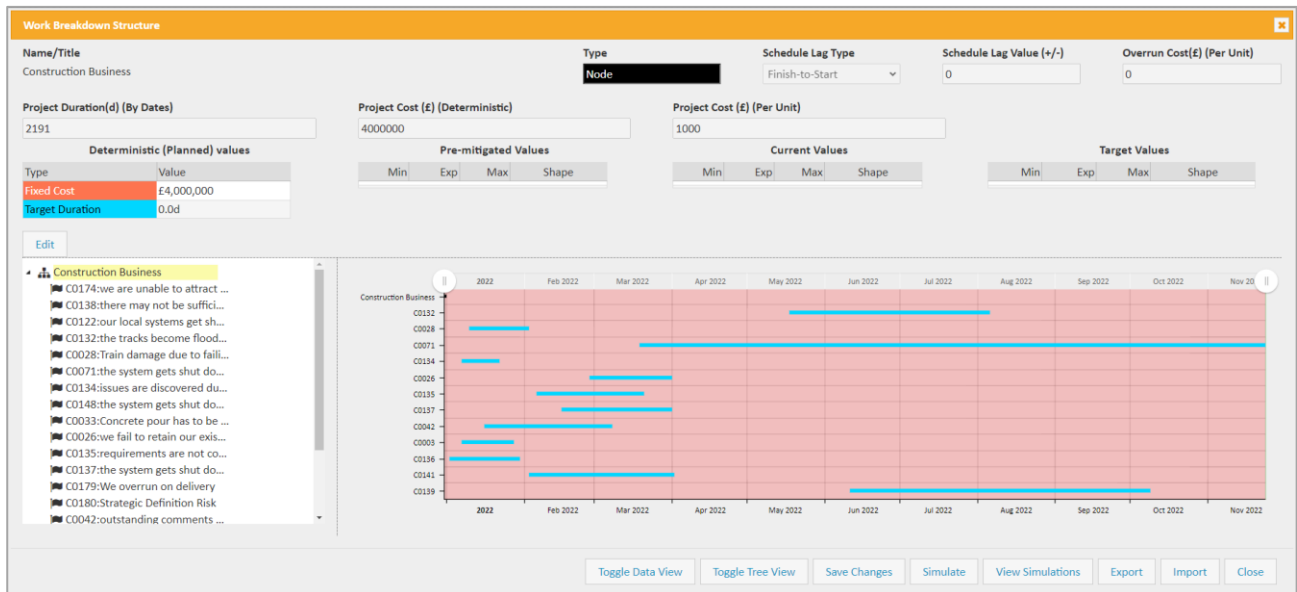 Work Breakdown Structure
Name/Title
Type
Schedule Lag Type
Schedule Lag Value (+/-)
Overrun Cost(£) (Per Unit)
Construction Business
Node
Finish-to-Start
0
0
Project Duration(d) (By Dates)
Project Cost (£) (Deterministic)
Project Cost (£) (Per Unit)
2191
4000000
1000
Deterministic (Planned) values
Pre-mitigated Values
Current Values
Target Values
Type Value
Min Exp Max Shape
Min Exp Max Shape
Min Exp Max Shape
Fixed Cost £4,000,000
Target Duration 0.0d
Edit
Construction Business
C0174:we are unable to attract ...
C0138:there may not be suffici...
C0122:our local systems get sh...
C0132:the tracks become flood...
C0028:Train damage due to faili...
C0071:the system gets shut do...
C0134:issues are discovered du...
C0148:the system gets shut do...
C0033:Concrete pour has to be ...
C0026:we fail to retain our exis...
C0135:requirements are not co...
C0137:the system gets shut do...
C0179:We overrun on delivery
C0180:Strategic Definition Risk
C0042:outstanding comments ...
2022 Feb 2022 Mar 2022 Apr 2022 May 2022 Jun 2022 Jul 2022 Aug 2022 Sep 2022 Oct 2022 Nov 20
Construction Business
C0132
C0028
C0071
C0134
C0026
C0135
C0137
C0042
C0003
C0136
C0141
C0139
2022 Feb 2022 Mar 2022 Apr 2022 May 2022 Jun 2022 Jul 2022 Aug 2022 Sep 2022 Oct 2022 Nov 2022
Toggle Data View
Toggle Tree View
Save Changes
Simulate
View Simulations
Export
Import
Close